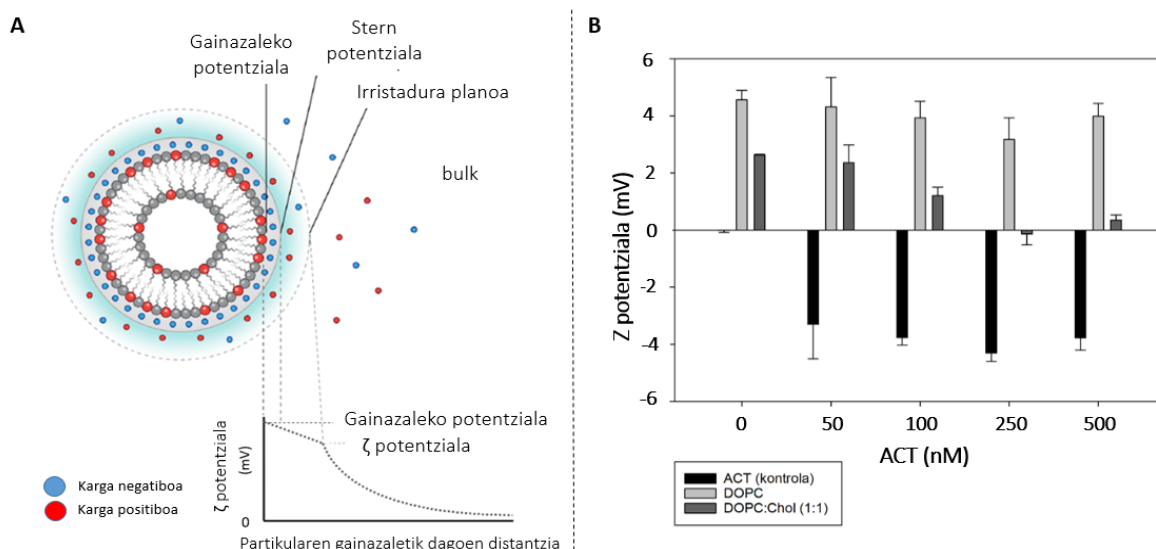 A
Gainazaleko
potentziala
Stern
potentziala
Irristadura planoa
bulk
Gainazaleko potentziala
ζ potentziala
ζ potentziala
(mV)
0
Karga negatiboa
Karga positiboa
Partikularen gainazaletik dagoen distantzia
B
Z potentziala (mV)
6
4
2
0
-2
-4
-6
0 50 100 250 500
ACT (nM)
ACT (kontrola)
DOPC
DOPC:Chol (1:1)